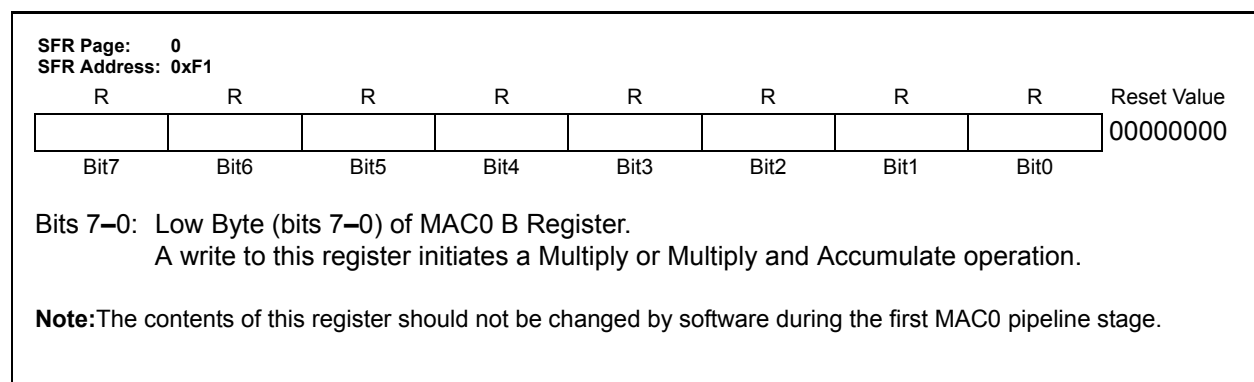 SFR Page: 0
SFR Address: 0xF1
R R R R R R R R Reset Value
00000000
Bit7 Bit6 Bit5 Bit4 Bit3 Bit2 Bit1 Bit0
Bits 7–0: Low Byte (bits 7–0) of MAC0 B Register.
A write to this register initiates a Multiply or Multiply and Accumulate operation.
Note:The contents of this register should not be changed by software during the first MAC0 pipeline stage.